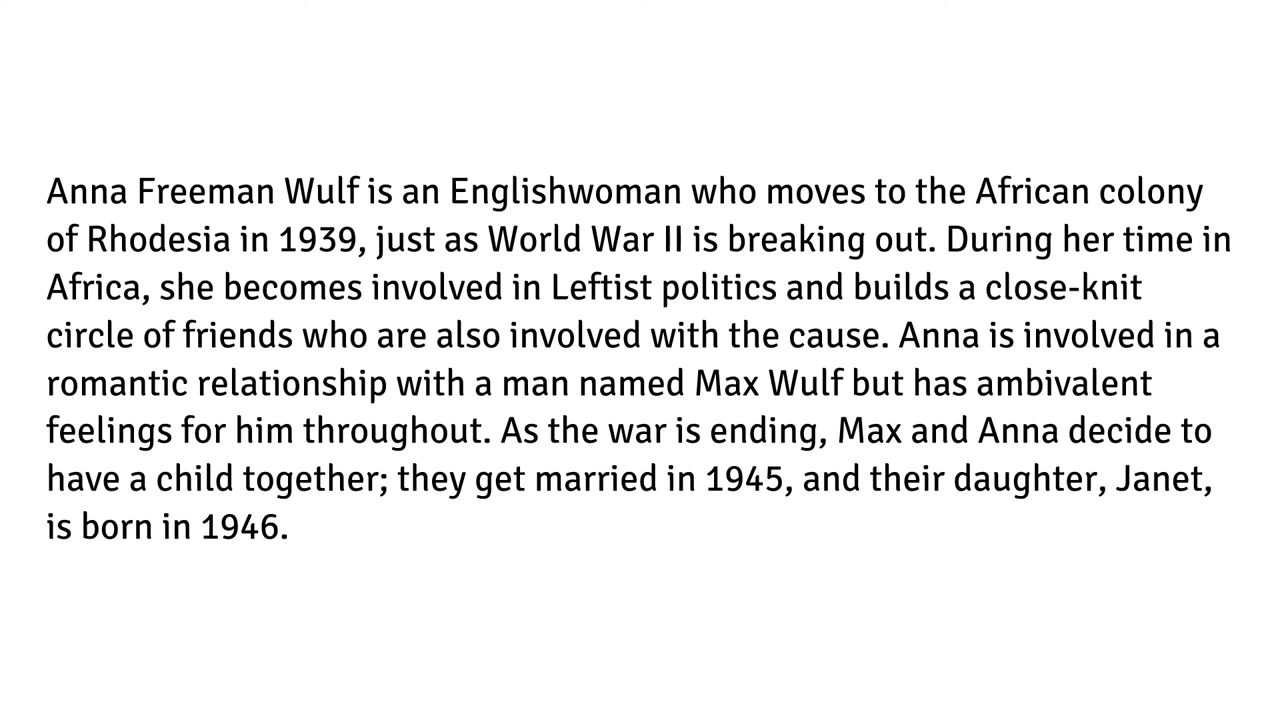 Anna Freeman Wulf is an Englishwoman who moves to the African colony
of Rhodesia in 1939, just as World War II is breaking out. During her time in
Africa, she becomes involved in Leftist politics and builds a close-knit
circle of friends who are also involved with the cause. Anna is involved in a
romantic relationship with a man named Max Wulf but has ambivalent
feelings for him throughout. As the war is ending, Max and Anna decide to
have a child together; they get married in 1945, and their daughter, Janet,
is born in 1946.